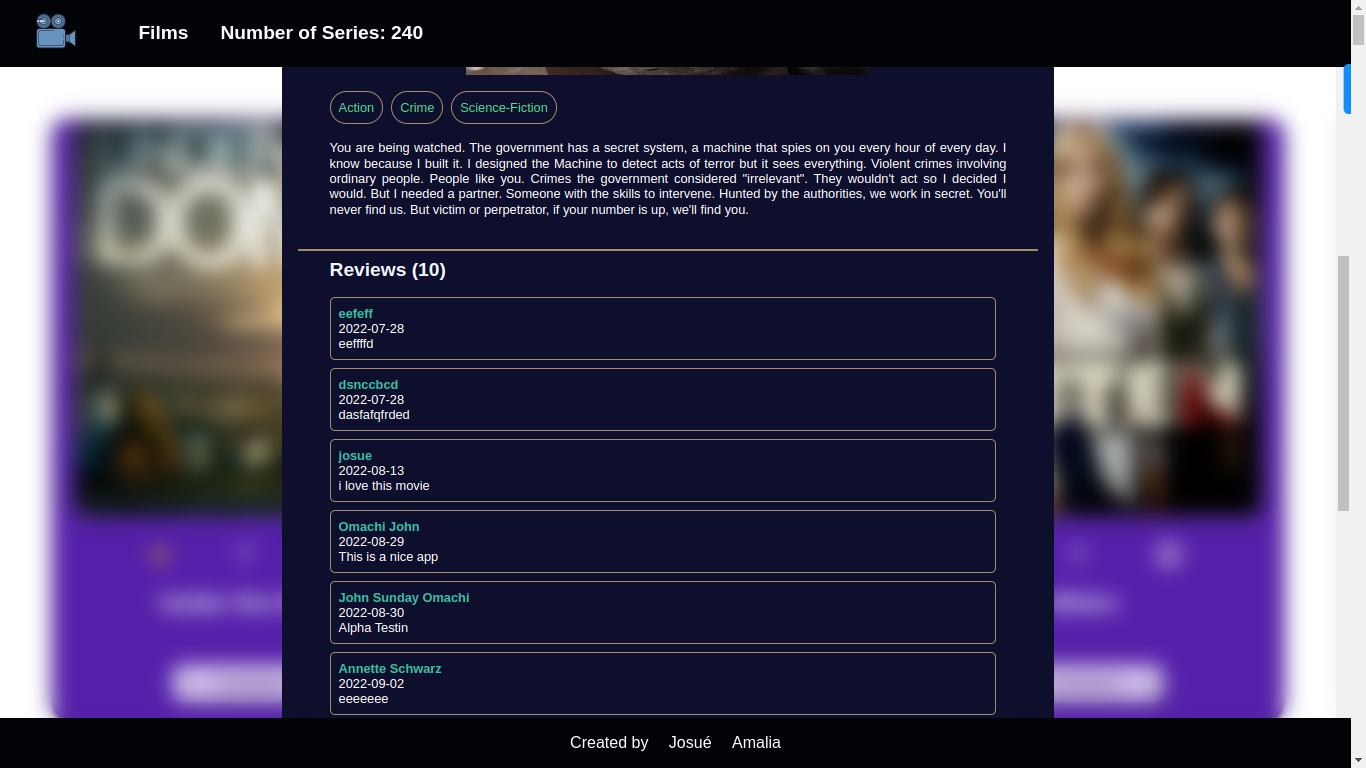 Films Number of Series: 240
Action Crime Science-Fiction
You are being watched. The government has a secret system, a machine that spies on you every hour of every day. I
know because I built it. I designed the Machine to detect acts of terror but it sees everything. Violent crimes involving
ordinary people. People like you. Crimes the government considered "irrelevant". They wouldn't act so I decided I
would. But I needed a partner. Someone with the skills to intervene. Hunted by the authorities, we work in secret. You'll
never find us. But victim or perpetrator, if your number is up, we'll find you.
Reviews (10)
eefeff
2022-07-28
eeffffd
dsnccbcd
2022-07-28
dasfafqfrded
josue
2022-08-13
i love this movie
Omachi John
2022-08-29
This is a nice app
John Sunday Omachi
2022-08-30
Alpha Testin
Annette Schwarz
2022-09-02
eeeeeee
Created by Josué Amalia